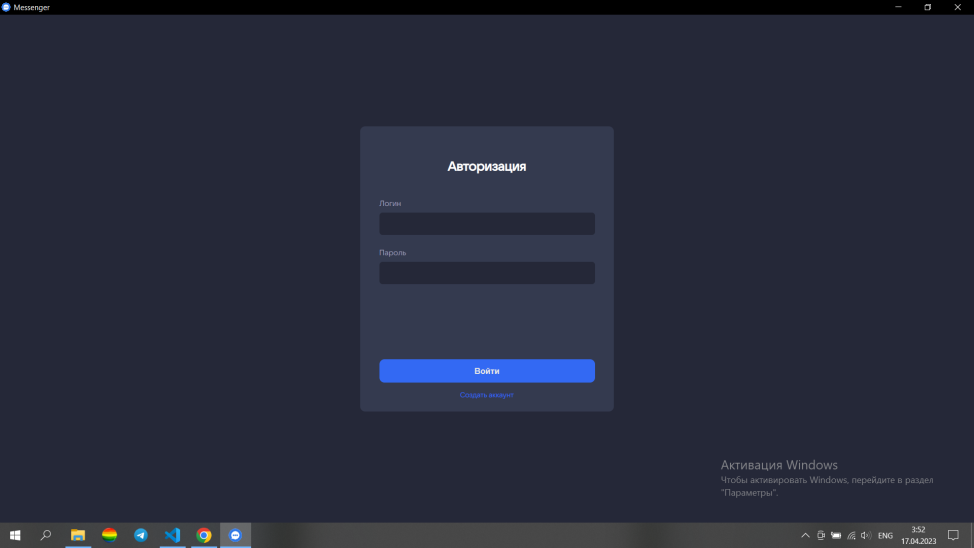 Messenger
Авторизация
Логин
Пароль
Войти
Создать аккаунт
Активация Windows
Чтобы активировать Windows, перейдите в раздел
"Параметры".
ENG
3:52
17.04.2023